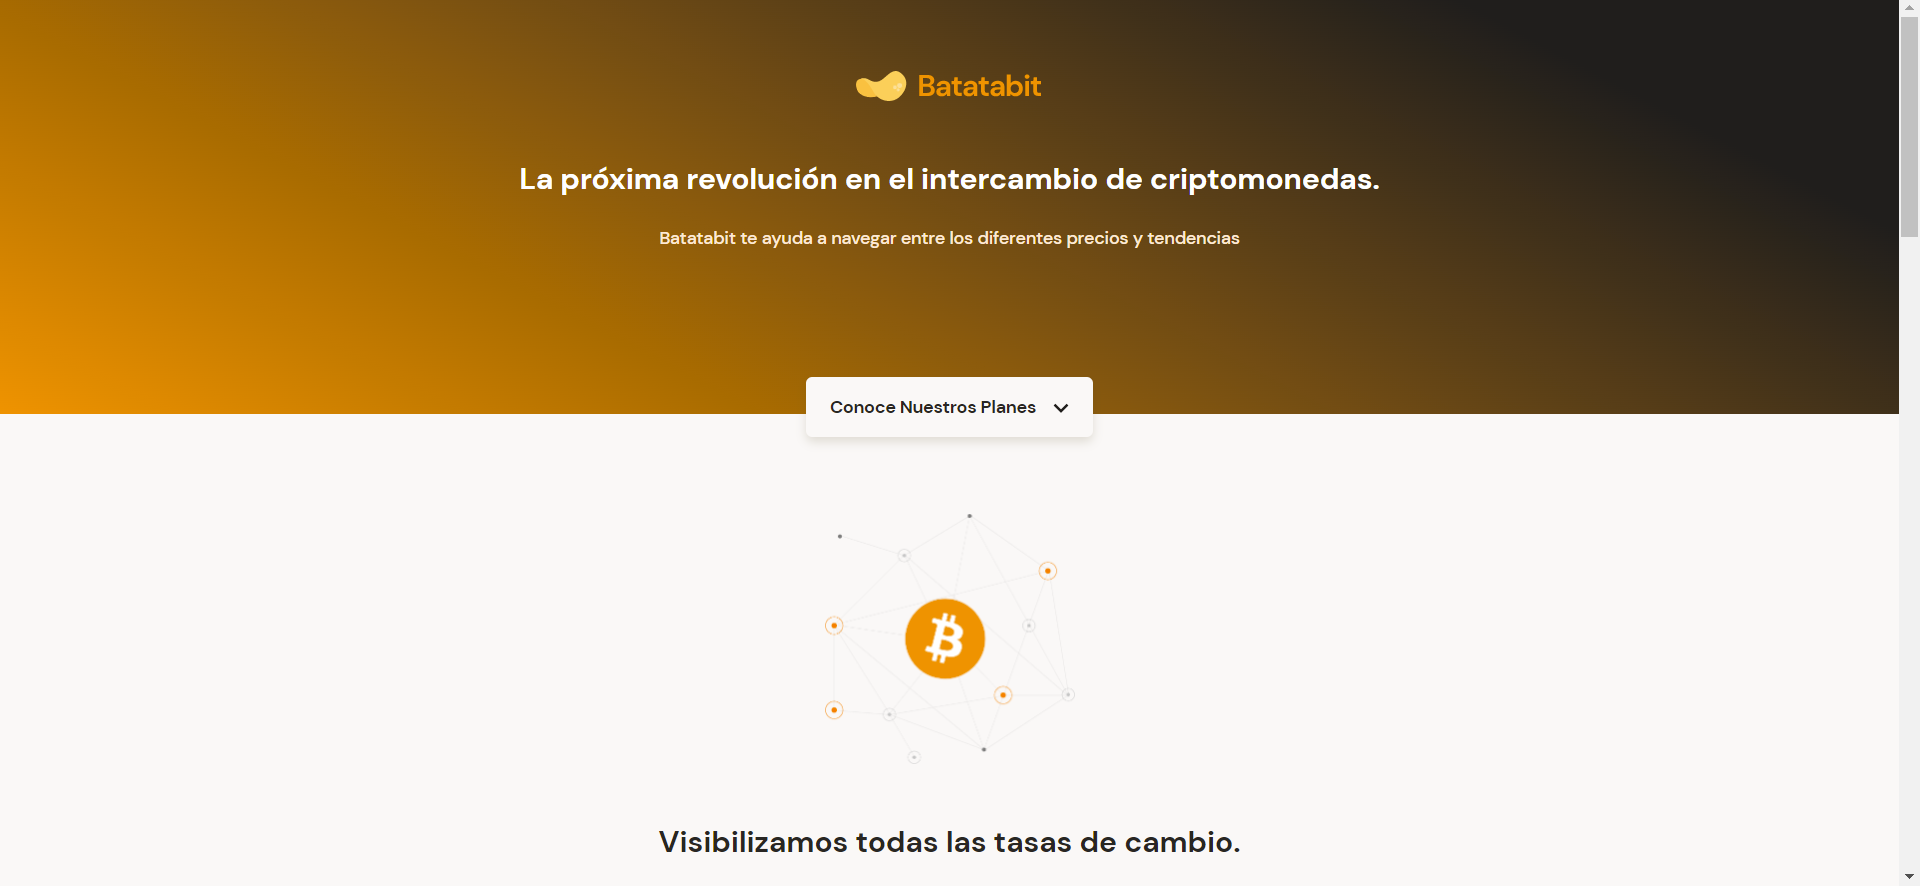 Batatabit
La próxima revolución en el intercambio de criptomonedas.
Batatabit te ayuda a navegar entre los diferentes precios y tendencias
Conoce Nuestros Planes
Visibilizamos todas las tasas de cambio.